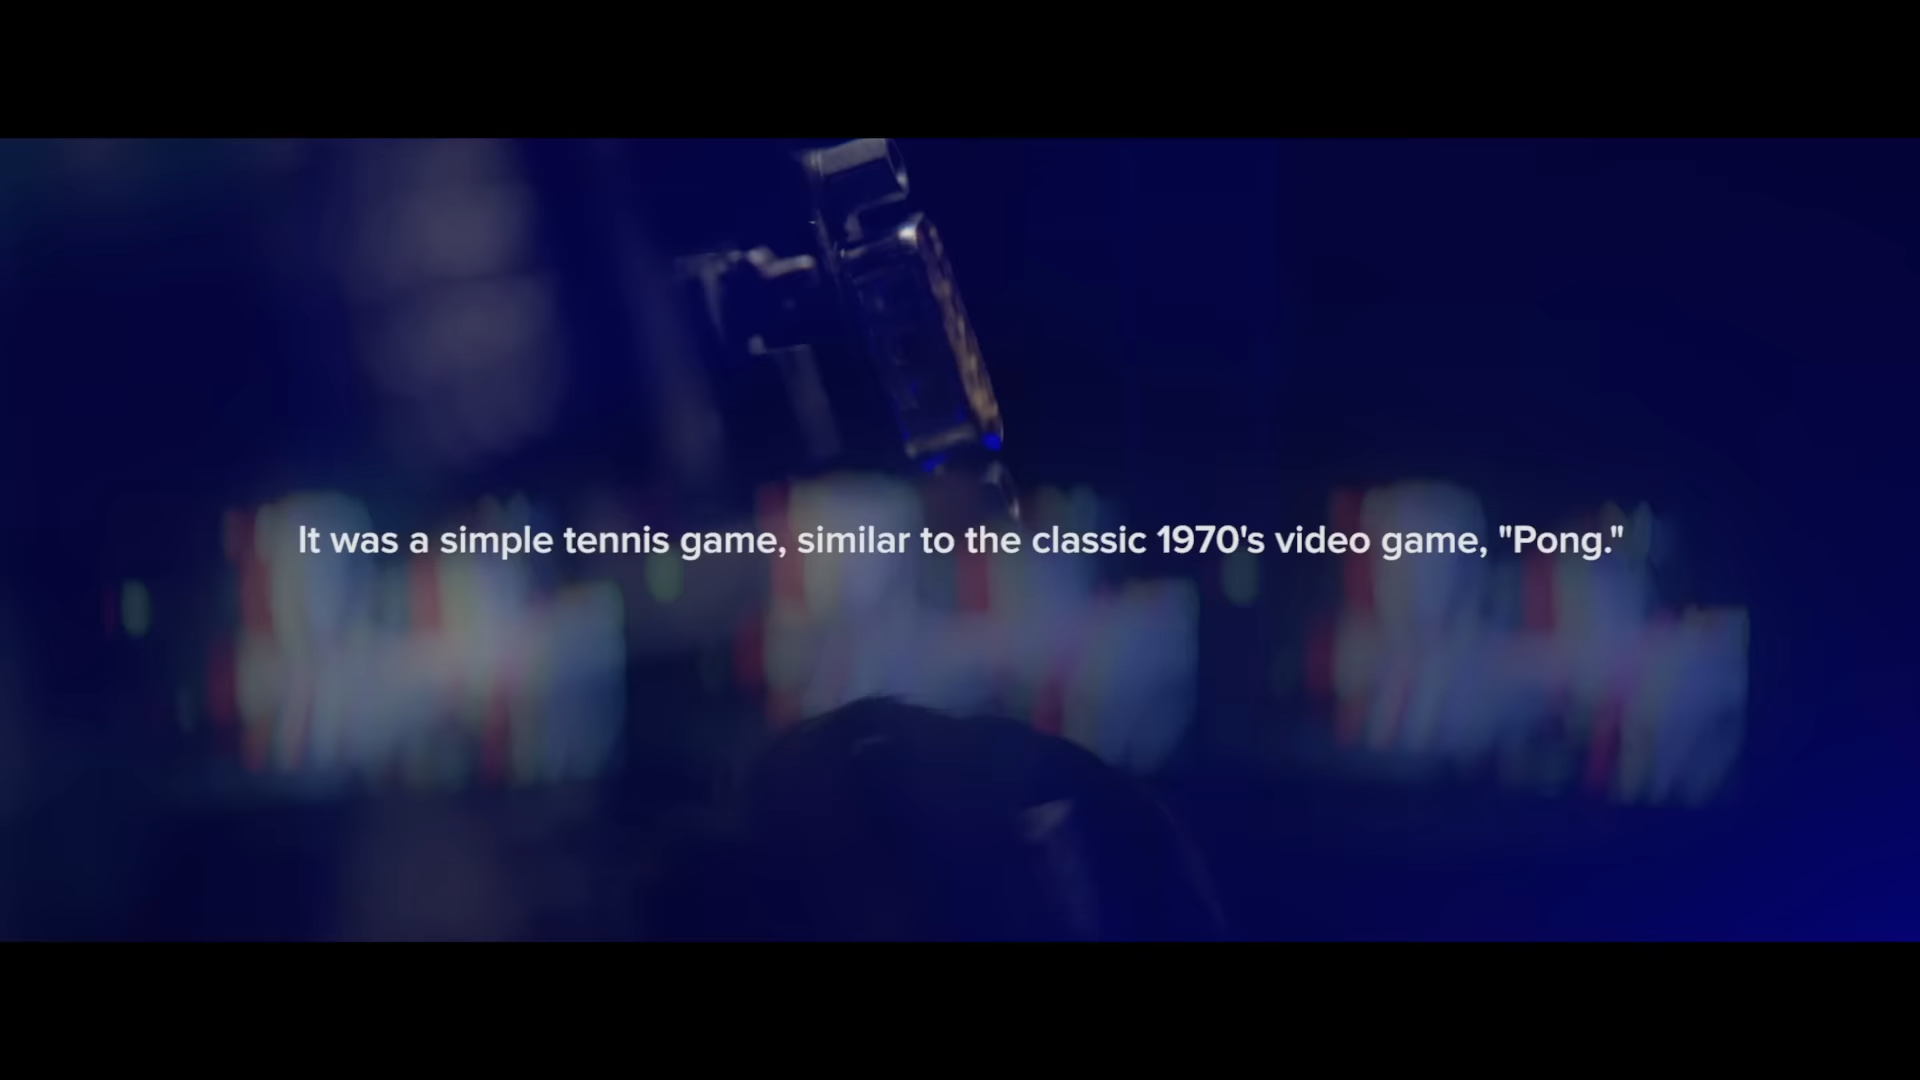 It was a simple tennis game, similar to the classic 1970's video game, "Pong."